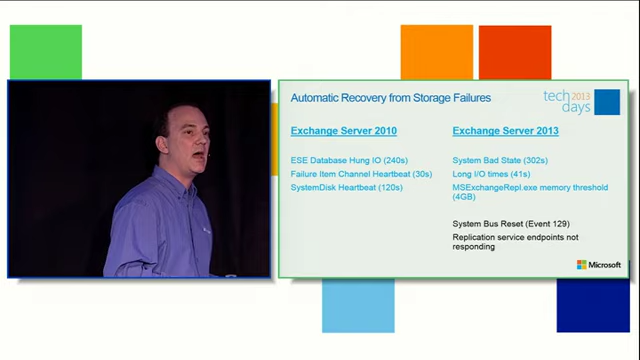 Automatic Recovery from Storage Failures
tech 2013
days
Exchange Server 2010
ESE Database Hung IO (240s)
Failure Item Channel Heartbeat (30s)
SystemDisk Heartbeat (120s)
Exchange Server 2013
System Bad State (302s)
Long I/O times (41s)
MSExchangeRepl.exe memory threshold
(4GB)
System Bus Reset (Event 129)
Replication service endpoints not
responding
Microsoft